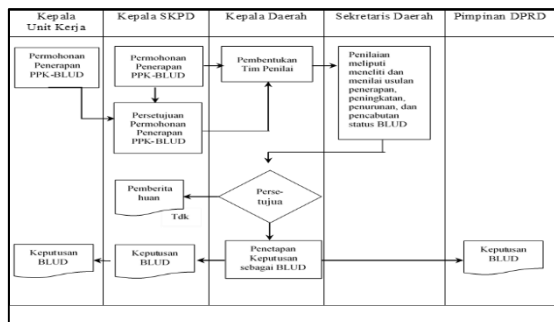 Kepala
Unit Kerja
Kepala SKPD
Kepala Daerah
Sekretaris Daerah
Pimpinan DPRD
Permohonan
Penerapan
PPK-BLUD
Permohonan
Penerapan
PPK-BLUD
Pembentukan
Tim Penilai
Penilaian
meliputi
meneliti dan
menilai usulan
penerapan,
peningkatan,
penurunan, dan
pencabutan
status BLUD
Persetujuan
Permohonan
Penerapan
PPK-BLUD
Pemberita
huan
Tdk
Perse-
tujua
Keputusan
BLUD
Keputusan
BLUD
Penetapan
Keputusan
sebagai BLUD
Keputusan
BLUD